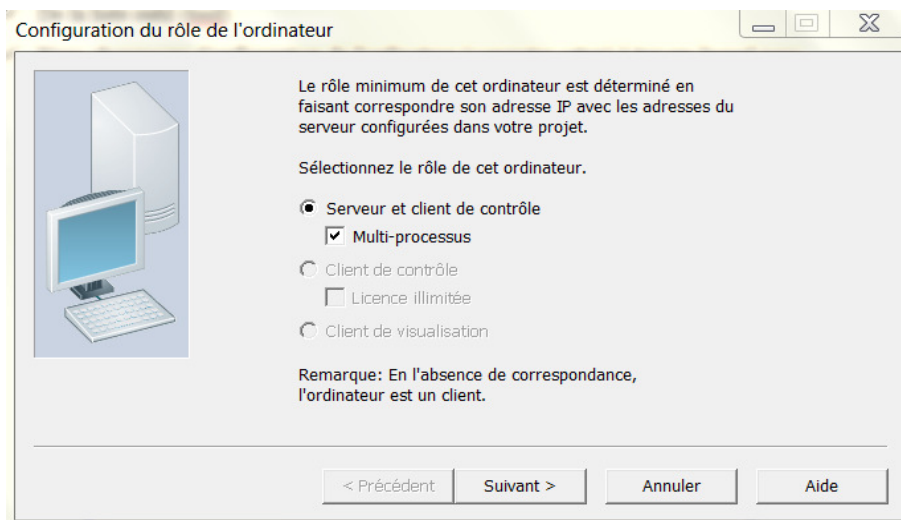 Configuration du rôle de l'ordinateur
Le rôle minimum de cet ordinateur est déterminé en
faisant correspondre son adresse IP avec les adresses du
serveur configurées dans votre projet.
Sélectionnez le rôle de cet ordinateur.
Serveur et client de contrôle
Multi-processus
Client de contrôle
Licence illimitée
Client de visualisation
Remarque: En l'absence de correspondance,
l'ordinateur est un client.
< Précédent Suivant > Annuler Aide